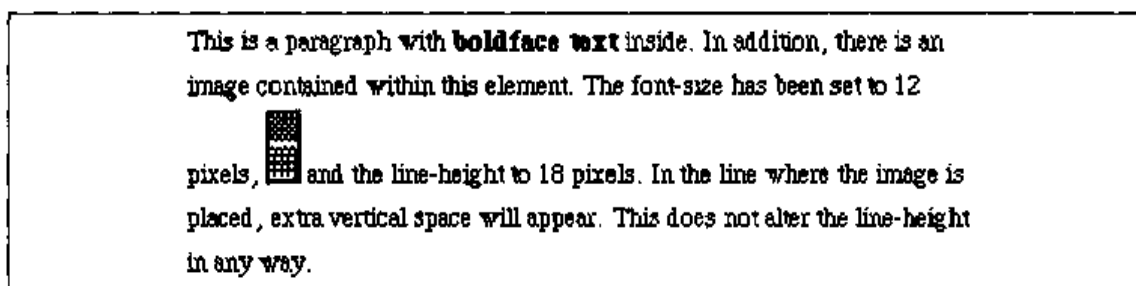 This is a paragraph with boldface text inside. In addition, there is an
image contained within this element. The font-size has been set to 12
pixels, and the line-height to 18 pixels. In the line where the image is
placed, extra vertical space will appear. This does not alter the line-height
in any way.